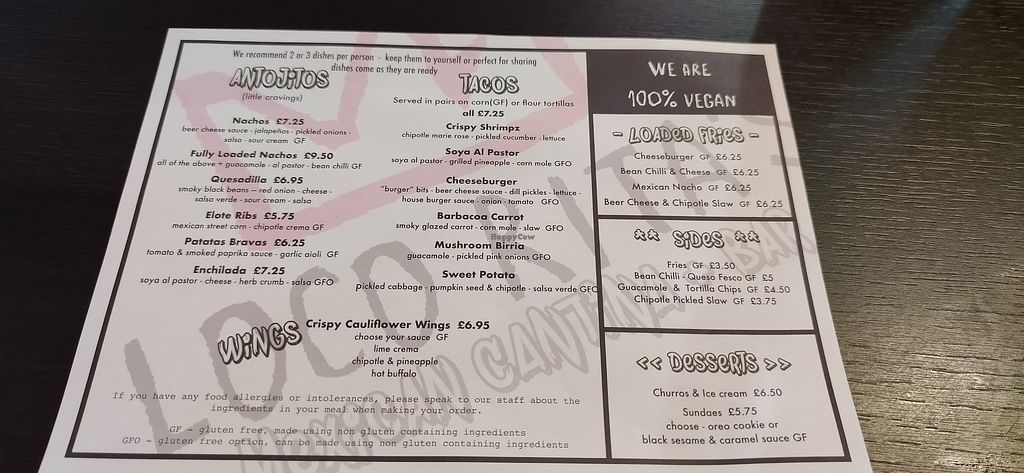 We recommend 2 or 3 dishes per person - keep them to yourself or perfect for sharing
dishes come as they are ready
ANTOJITOS
(little cravings)
Nachos £7.25
beer cheese sauce - jalapeños - pickled onions -
salsa - sour cream GF
Fully Loaded Nachos £9.50
all of the above + guacamole - al pastor - bean chilli GF
Quesadilla £6.95
smoky black beans – red onion - cheese -
salsa verde - sour cream - salsa
Elote Ribs £5.75
mexican street corn - chipotle crema GF
Patatas Bravas £6.25
tomato & smoked paprika sauce - garlic aioli GF
Enchilada £7.25
soya al pastor - cheese - herb crumb - salsa GFO
TACOS
Served in pairs on corn(GF) or flour tortillas
all £7.25
Crispy Shrimpz
chipotle marie rose - pickled cucumber - lettuce
Soya Al Pastor
soya al pastor - grilled pineapple - corn mole GFO
Cheeseburger
"burger" bits - beer cheese sauce - dill pickles - lettuce -
house burger sauce - onion - tomato GFO
Barbacoa Carrot
smoky glazed carrot - corn mole - slaw GFO
HappyCow
Mushroom Birria
guacamole - pickled pink onions GFO
Sweet Potato
pickled cabbage - pumpkin seed & chipotle - salsa verde GFO
WINGS
Crispy Cauliflower Wings £6.95
choose your sauce GF
lime crema
chipotle & pineapple
hot buffalo
If you have any food allergies or intolerances, please speak to our staff about the
ingredients in your meal when making your order.
GF – gluten free, made using non gluten containing ingredients
GFO – gluten free option, can be made using non gluten containing ingredients
WE ARE
100% VEGAN
- LOADED FRIES -
Cheeseburger GF £6.25
Bean Chilli & Cheese GF £6.25
Mexican Nacho GF £6.25
Beer Cheese & Chipotle Slaw GF £6.25
** SIDES **
Fries GF £3.50
Bean Chilli - Queso Fesco GF £5
Guacamole & Tortilla Chips GF £4.50
Chipotle Pickled Slaw GF £3.75
<< DESSERTS >>
Churros & Ice cream £6.50
Sundaes £5.75
choose - oreo cookie or
black sesame & caramel sauce GF
LOCO
CANTINA BAR